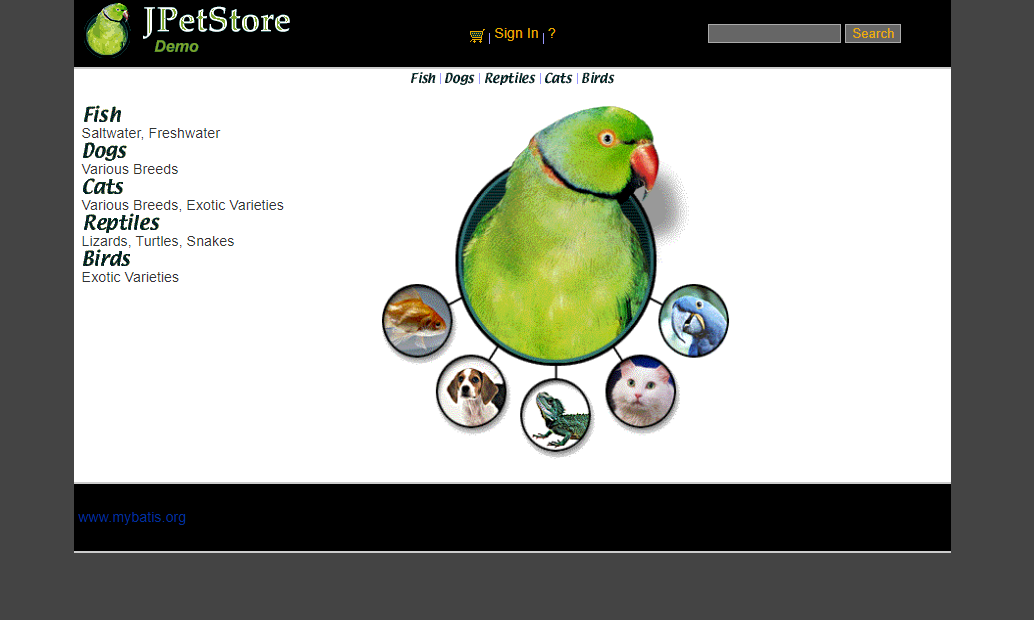 JPetStore
Demo
Sign In | ?
Search
Fish | Dogs | Reptiles | Cats | Birds
Fish
Saltwater, Freshwater
Dogs
Various Breeds
Cats
Various Breeds, Exotic Varieties
Reptiles
Lizards, Turtles, Snakes
Birds
Exotic Varieties
www.mybatis.org